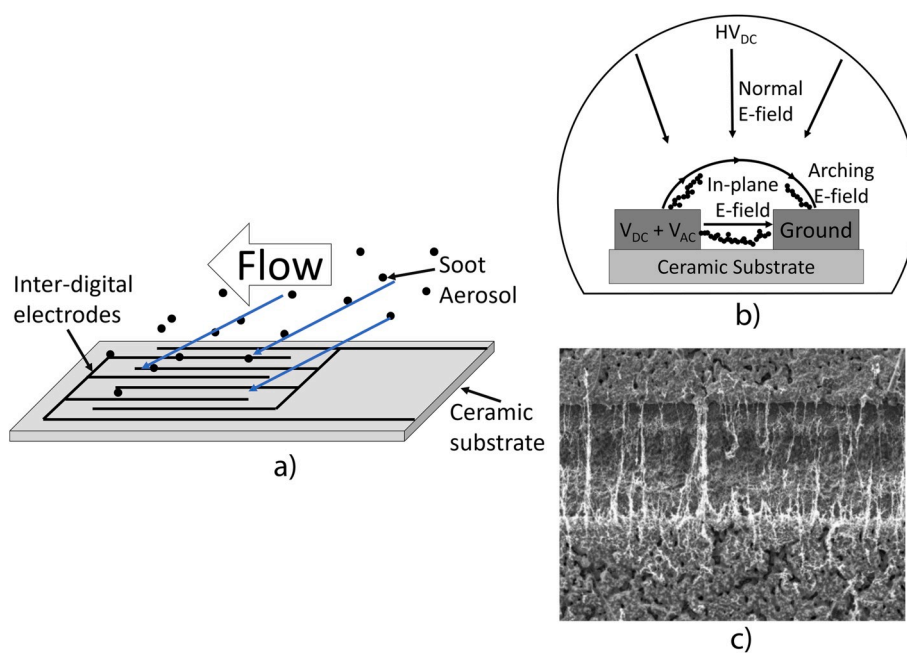 Flow
Soot
Aerosol
Inter-digital
electrodes
Ceramic
substrate
a)
HV_DC
Normal
E-field
In-plane
E-field
Arching
E-field
V_DC + V_AC
Ground
Ceramic Substrate
b)
c)